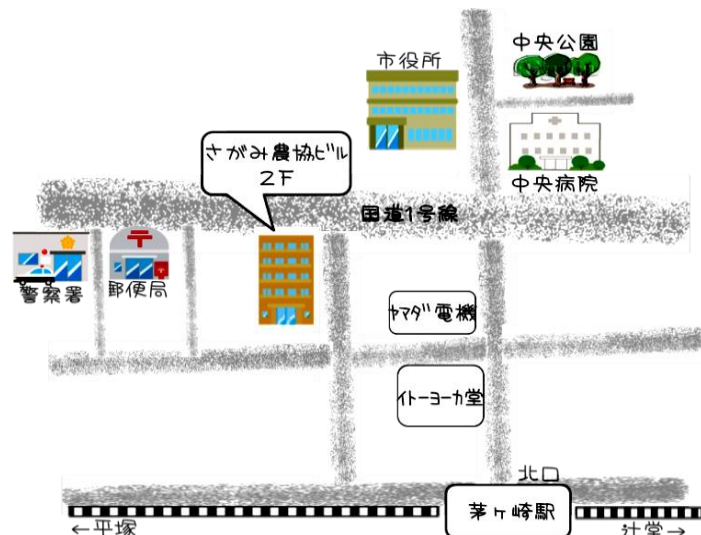 中央公園
市役所
さがみ農協ビル
2F
中央病院
国道1号線
警察署
郵便局
ヤマダ電機
イトーヨーカ堂
北口
茅ヶ崎駅
←平塚
辻堂→